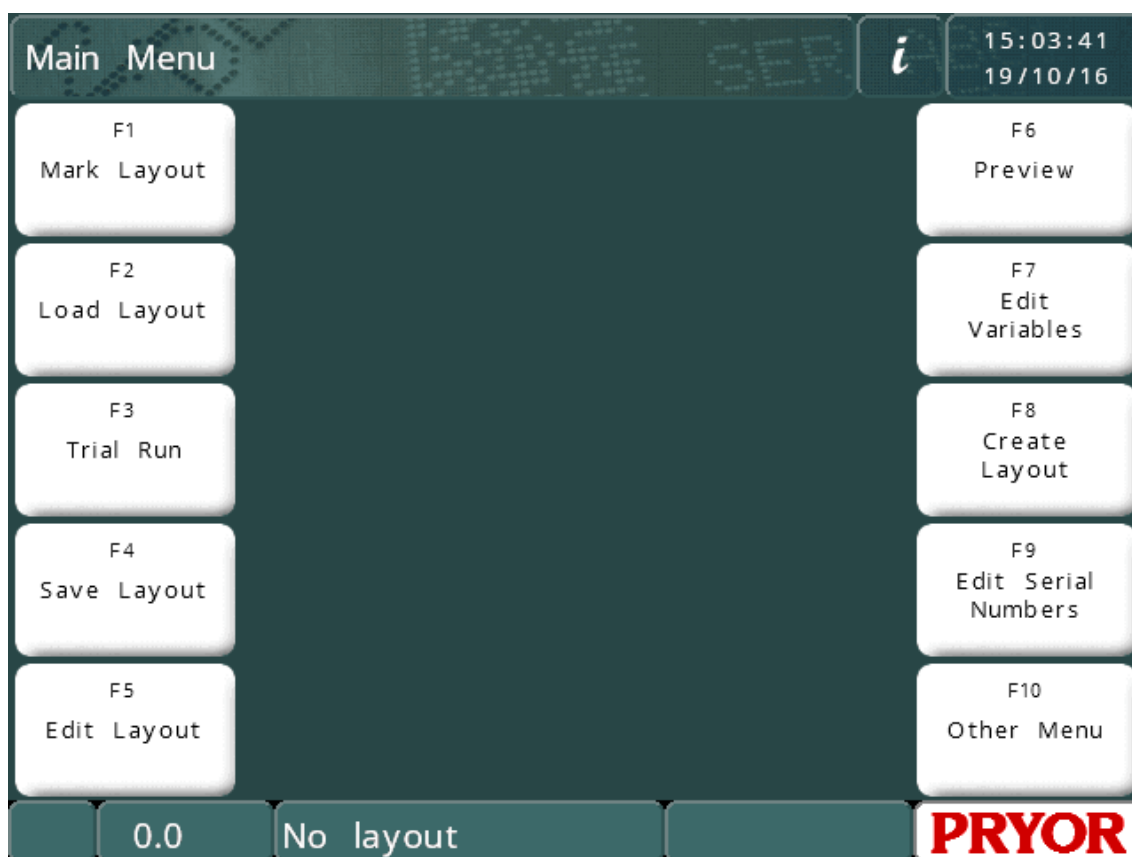 Main Menu
i
15:03:41
19/10/16
F1
Mark Layout
F2
Load Layout
F3
Trial Run
F4
Save Layout
F5
Edit Layout
F6
Preview
F7
Edit
Variables
F8
Create
Layout
F9
Edit Serial
Numbers
F10
Other Menu
0.0
No layout
PRYOR